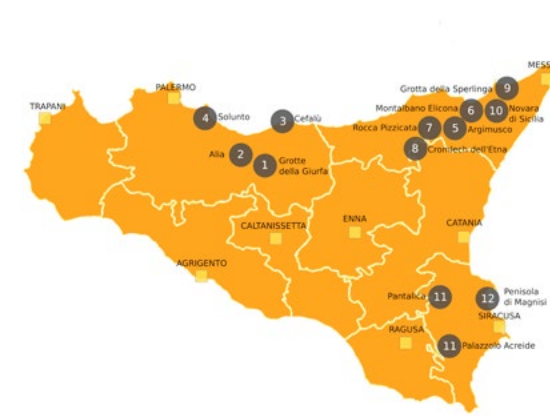 MESS
9
Grotta della Sperlinga
PALERMO
TRAPANI
4
Solunto
3
Cefalù
Montalbano Elicona
6
10
Novara
di Sicilia
Rocca Pizzicata
7
5
Argimusco
8
Cromlech dell'Etna
Alia
2
1
Grotte
della Giurfa
CALTANISSETTA
ENNA
CATANIA
AGRIGENTO
Pantalica
11
12
Penisola
di Magnisi
SIRACUSA
RAGUSA
11
Palazzolo Acreide